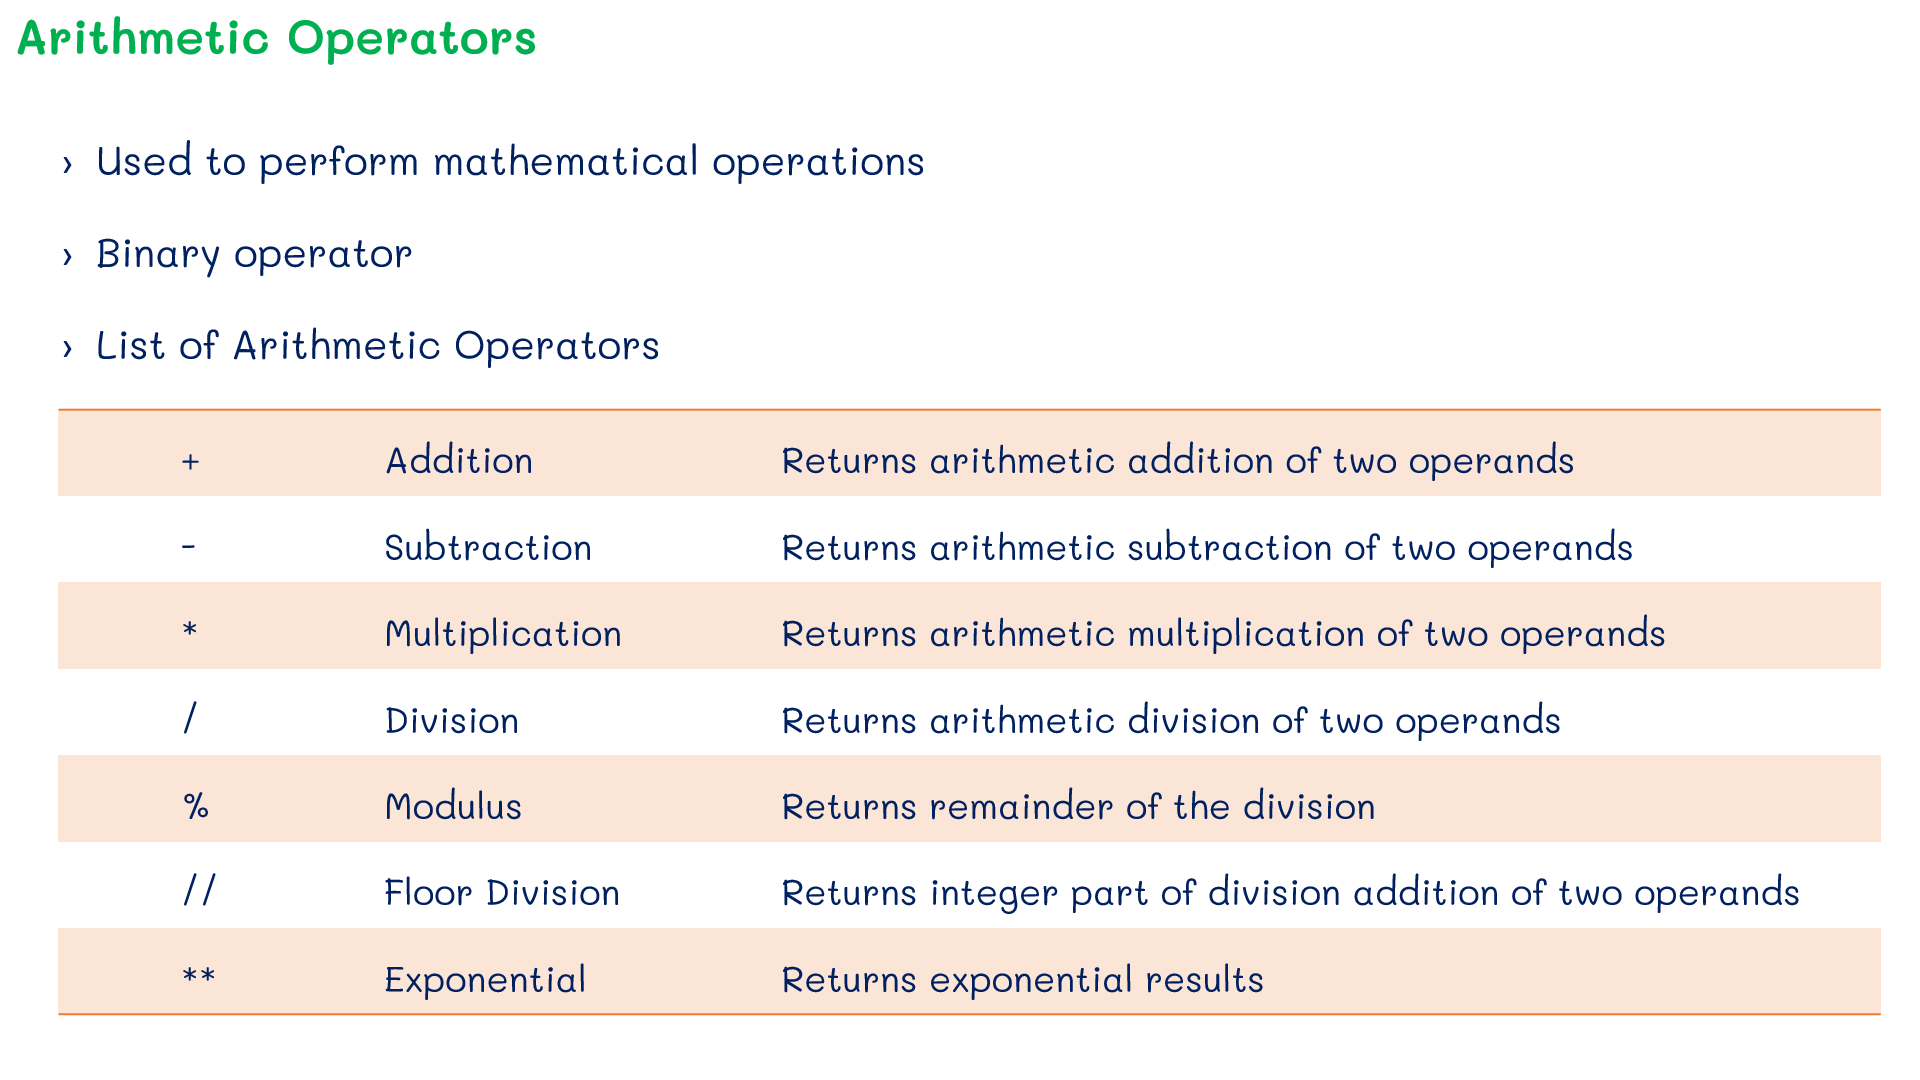 Arithmetic Operators
› Used to perform mathematical operations
› Binary operator
› List of Arithmetic Operators
+ Addition Returns arithmetic addition of two operands
- Subtraction Returns arithmetic subtraction of two operands
* Multiplication Returns arithmetic multiplication of two operands
/ Division Returns arithmetic division of two operands
% Modulus Returns remainder of the division
// Floor Division Returns integer part of division addition of two operands
** Exponential Returns exponential results